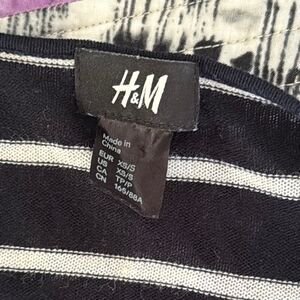 H&M
Made in
China
EUR XS/S
US XS/S
CA TP/P
CN 165/88A